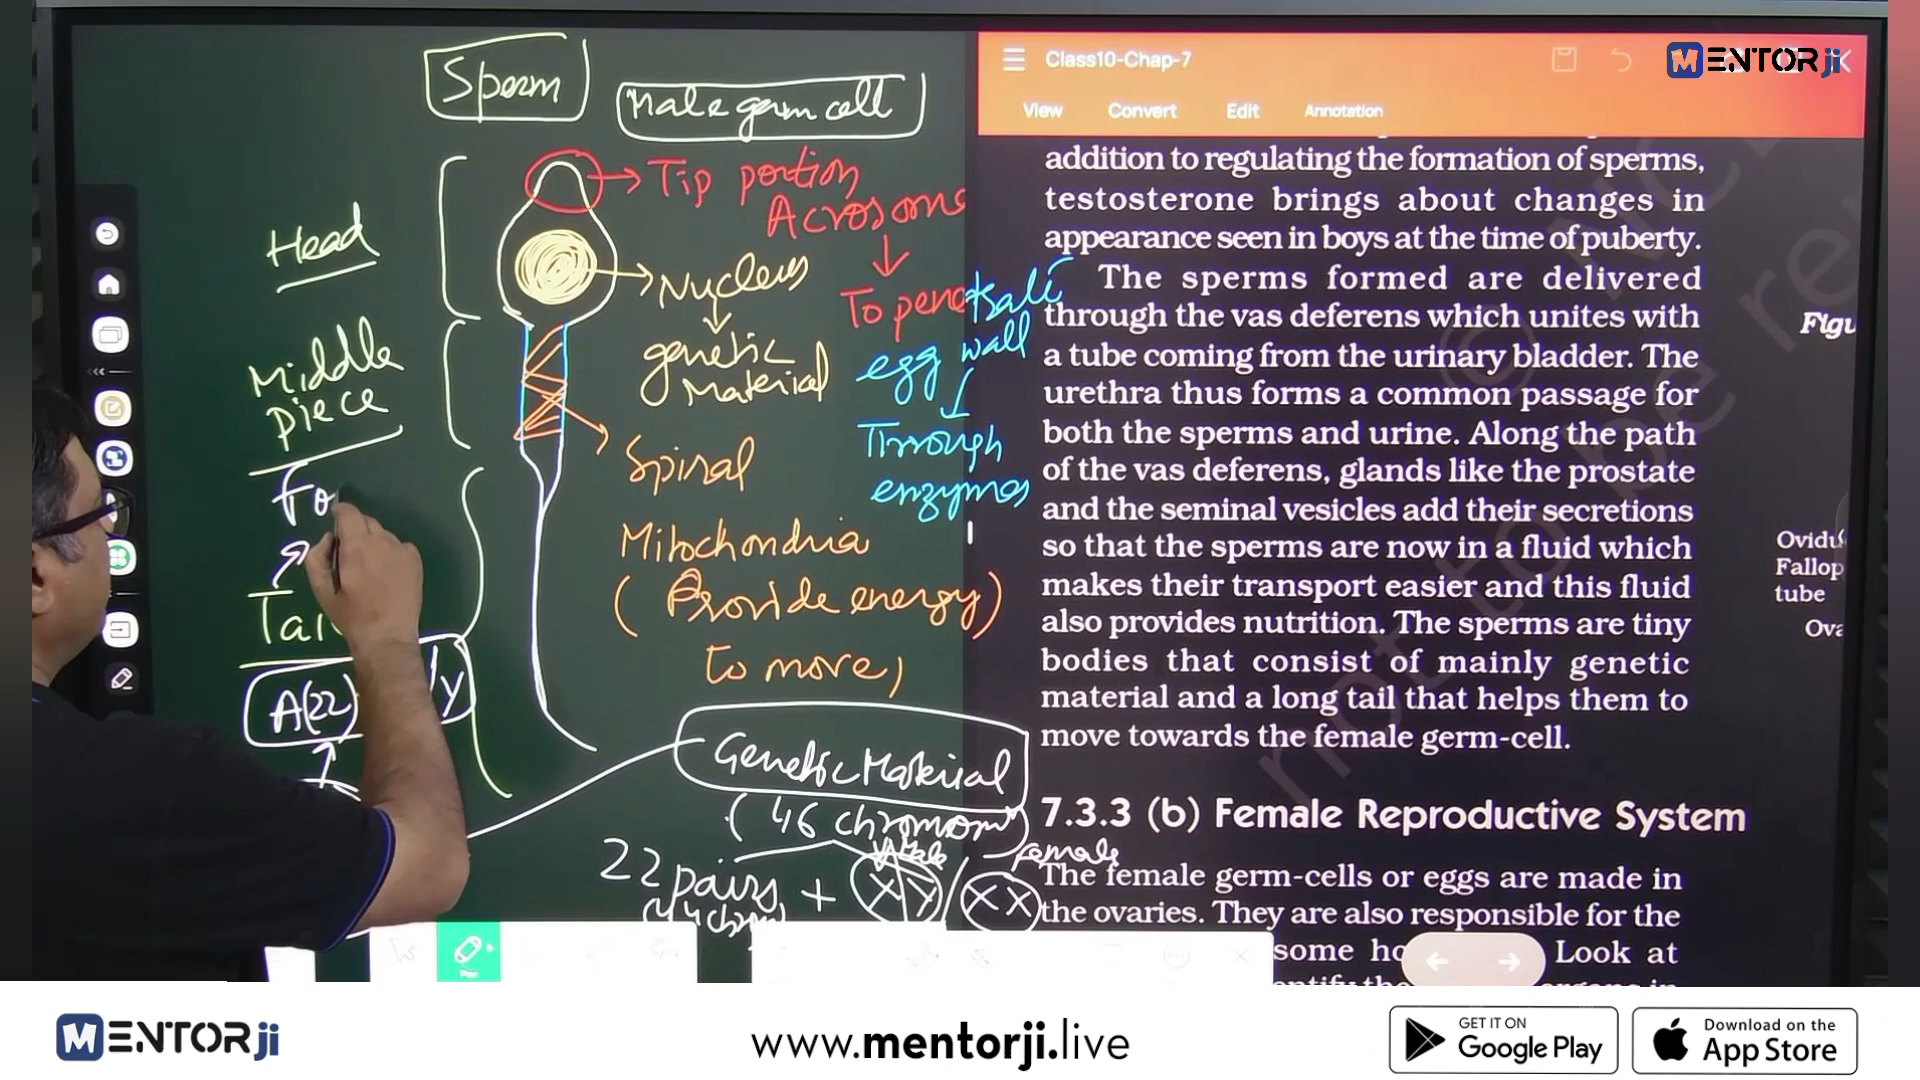 Sperm
Male germ cell
Head
Tip portion
Acrosome
Nucleus
genetic
Material
To penetrate
egg wall
Through
enzymes
Middle
piece
Spiral
Mitochondria
(Provide energy)
to move,
Fo
Tail
A(22)
y
Genetic Material
(46 chromom)
22 pairs + XY / XX
Male
female
Class10-Chap-7
MENTORji
View Convert Edit Annotation
addition to regulating the formation of sperms,
testosterone brings about changes in
appearance seen in boys at the time of puberty.
The sperms formed are delivered
through the vas deferens which unites with
a tube coming from the urinary bladder. The
urethra thus forms a common passage for
both the sperms and urine. Along the path
of the vas deferens, glands like the prostate
and the seminal vesicles add their secretions
so that the sperms are now in a fluid which
makes their transport easier and this fluid
also provides nutrition. The sperms are tiny
bodies that consist of mainly genetic
material and a long tail that helps them to
move towards the female germ-cell.
7.3.3 (b) Female Reproductive System
The female germ-cells or eggs are made in
the ovaries. They are also responsible for the
some Look at
Figu
Ovidu
Fallop
tube
Ova
not to be re
Pen
MENTORji
www.mentorji.live
GET IT ON
Google Play
Download on the
App Store